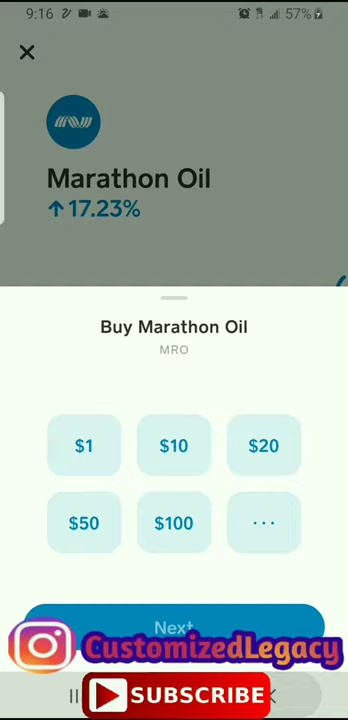 9:16 57%
Marathon Oil
↑ 17.23%
Buy Marathon Oil
MRO
$1 $10 $20
$50 $100 ...
Next
CustomizedLegacy
SUBSCRIBE